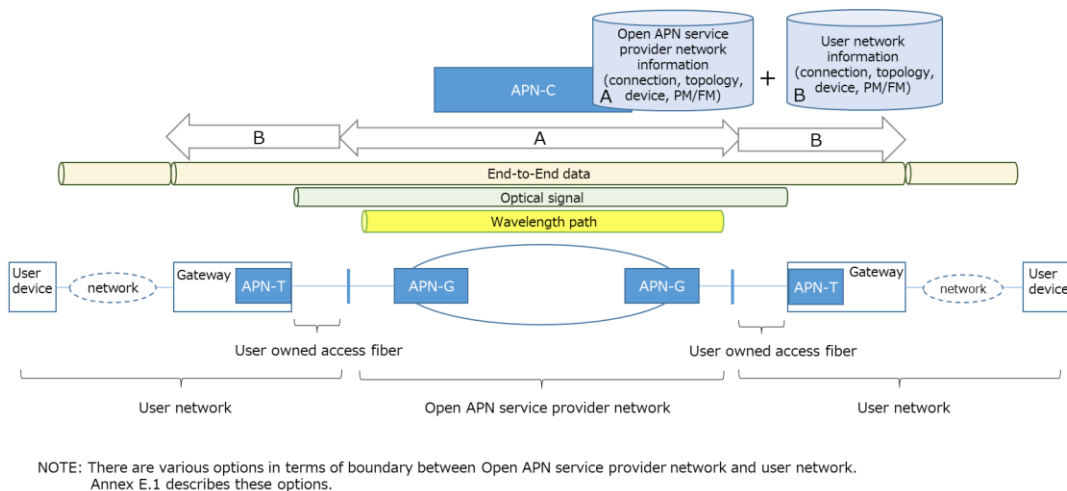 Open APN service
provider network
information
(connection, topology,
device, PM/FM)
A
+
User network
information
(connection, topology,
device, PM/FM)
B
APN-C
B
A
B
End-to-End data
Optical signal
Wavelength path
User
device
network
Gateway
APN-T
APN-G
APN-G
APN-T
Gateway
network
User
device
User owned access fiber
User owned access fiber
User network
Open APN service provider network
User network
NOTE: There are various options in terms of boundary between Open APN service provider network and user network.
Annex E.1 describes these options.